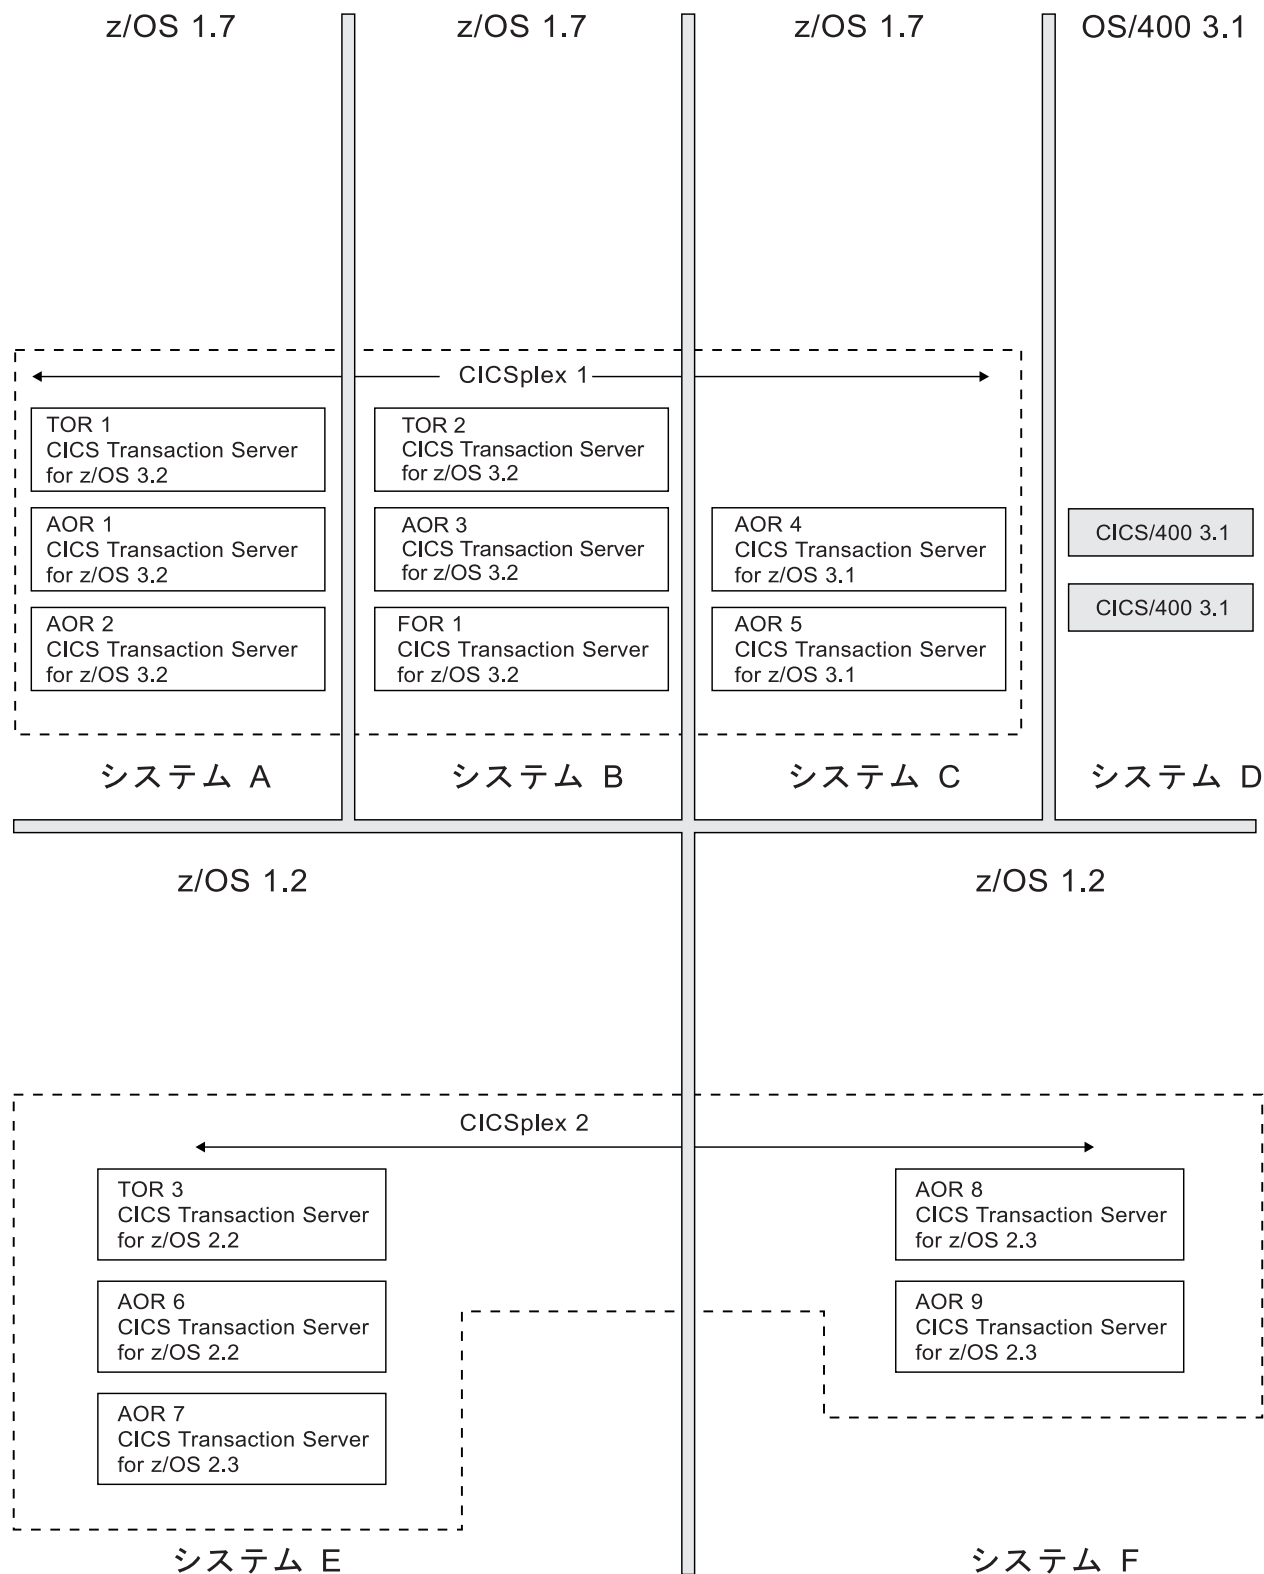 z/OS 1.7
z/OS 1.7
z/OS 1.7
OS/400 3.1
CICSplex 1
TOR 1
CICS Transaction Server
for z/OS 3.2
TOR 2
CICS Transaction Server
for z/OS 3.2
AOR 1
CICS Transaction Server
for z/OS 3.2
AOR 3
CICS Transaction Server
for z/OS 3.2
AOR 4
CICS Transaction Server
for z/OS 3.1
CICS/400 3.1
AOR 2
CICS Transaction Server
for z/OS 3.2
FOR 1
CICS Transaction Server
for z/OS 3.2
AOR 5
CICS Transaction Server
for z/OS 3.1
CICS/400 3.1
システム A
システム B
システム C
システム D
z/OS 1.2
z/OS 1.2
CICSplex 2
TOR 3
CICS Transaction Server
for z/OS 2.2
AOR 8
CICS Transaction Server
for z/OS 2.3
AOR 6
CICS Transaction Server
for z/OS 2.2
AOR 9
CICS Transaction Server
for z/OS 2.3
AOR 7
CICS Transaction Server
for z/OS 2.3
システム E
システム F